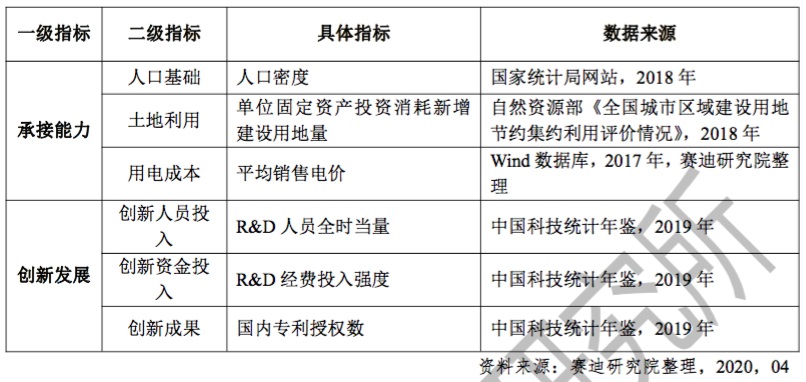 一级指标 二级指标 具体指标 数据来源
承接能力
人口基础 人口密度 国家统计局网站，2018 年
土地利用 单位固定资产投资消耗新增
建设用地量
自然资源部《全国城市区域建设用地
节约集约利用评价情况》，2018 年
用电成本 平均销售电价 Wind 数据库，2017 年，赛迪研究院整
理
创新发展
创新人员投
入
R&D 人员全时当量 中国科技统计年鉴，2019 年
创新资金投
入
R&D 经费投入强度 中国科技统计年鉴，2019 年
创新成果 国内专利授权数 中国科技统计年鉴，2019 年
资料来源：赛迪研究院整理，2020，04
研究所